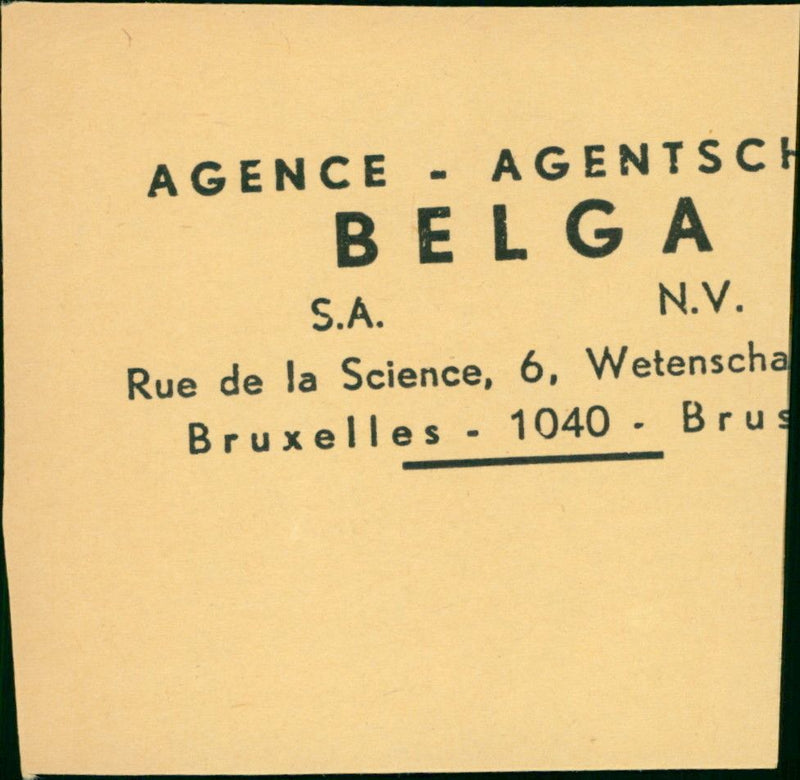 AGENCE - AGENTSCH
BELGA
S.A. N.V.
Rue de la Science, 6, Wetenscha
Bruxelles - 1040 - Brus